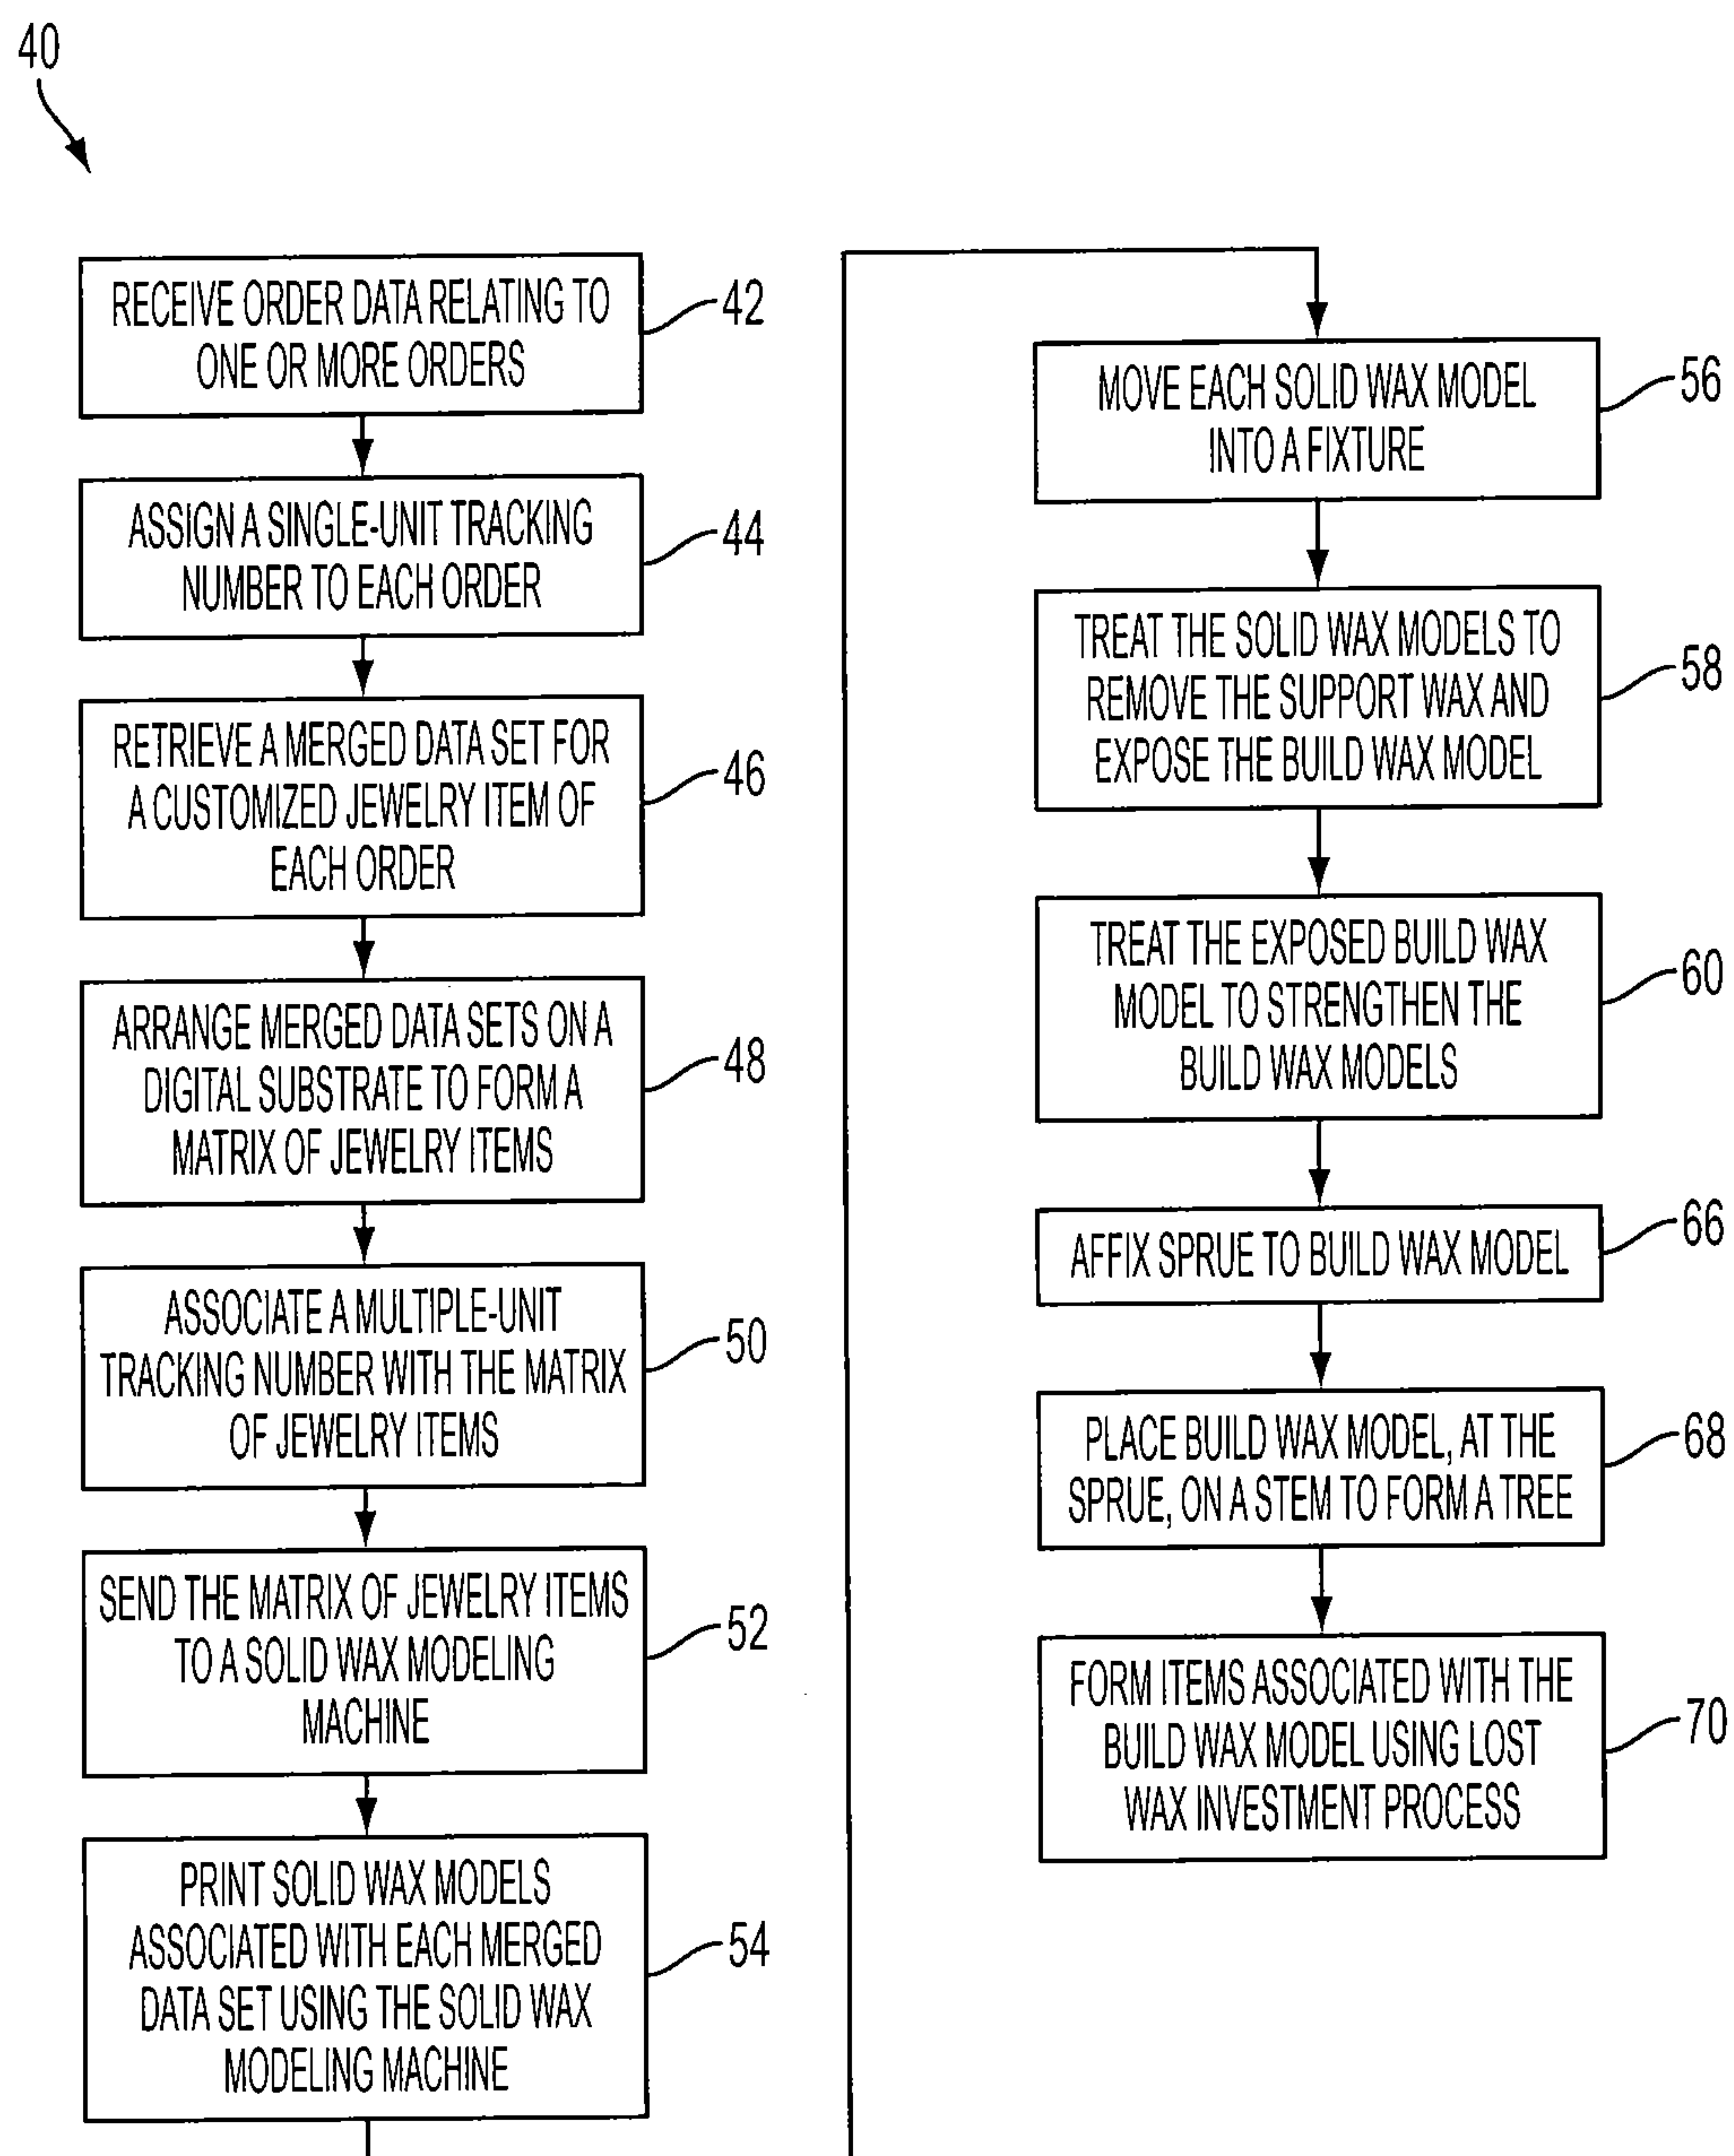 40
RECEIVE ORDER DATA RELATING TO
ONE OR MORE ORDERS
42
ASSIGN A SINGLE-UNIT TRACKING
NUMBER TO EACH ORDER
44
RETRIEVE A MERGED DATA SET FOR
A CUSTOMIZED JEWELRY ITEM OF
EACH ORDER
46
ARRANGE MERGED DATA SETS ON A
DIGITAL SUBSTRATE TO FORM A
MATRIX OF JEWELRY ITEMS
48
ASSOCIATE A MULTIPLE-UNIT
TRACKING NUMBER WITH THE MATRIX
OF JEWELRY ITEMS
50
SEND THE MATRIX OF JEWELRY ITEMS
TO A SOLID WAX MODELING
MACHINE
52
PRINT SOLID WAX MODELS
ASSOCIATED WITH EACH MERGED
DATA SET USING THE SOLID WAX
MODELING MACHINE
54
MOVE EACH SOLID WAX MODEL
INTO A FIXTURE
56
TREAT THE SOLID WAX MODELS TO
REMOVE THE SUPPORT WAX AND
EXPOSE THE BUILD WAX MODEL
58
TREAT THE EXPOSED BUILD WAX
MODEL TO STRENGTHEN THE
BUILD WAX MODELS
60
AFFIX SPRUE TO BUILD WAX MODEL
66
PLACE BUILD WAX MODEL, AT THE
SPRUE, ON A STEM TO FORM A TREE
68
FORM ITEMS ASSOCIATED WITH THE
BUILD WAX MODEL USING LOST
WAX INVESTMENT PROCESS
70